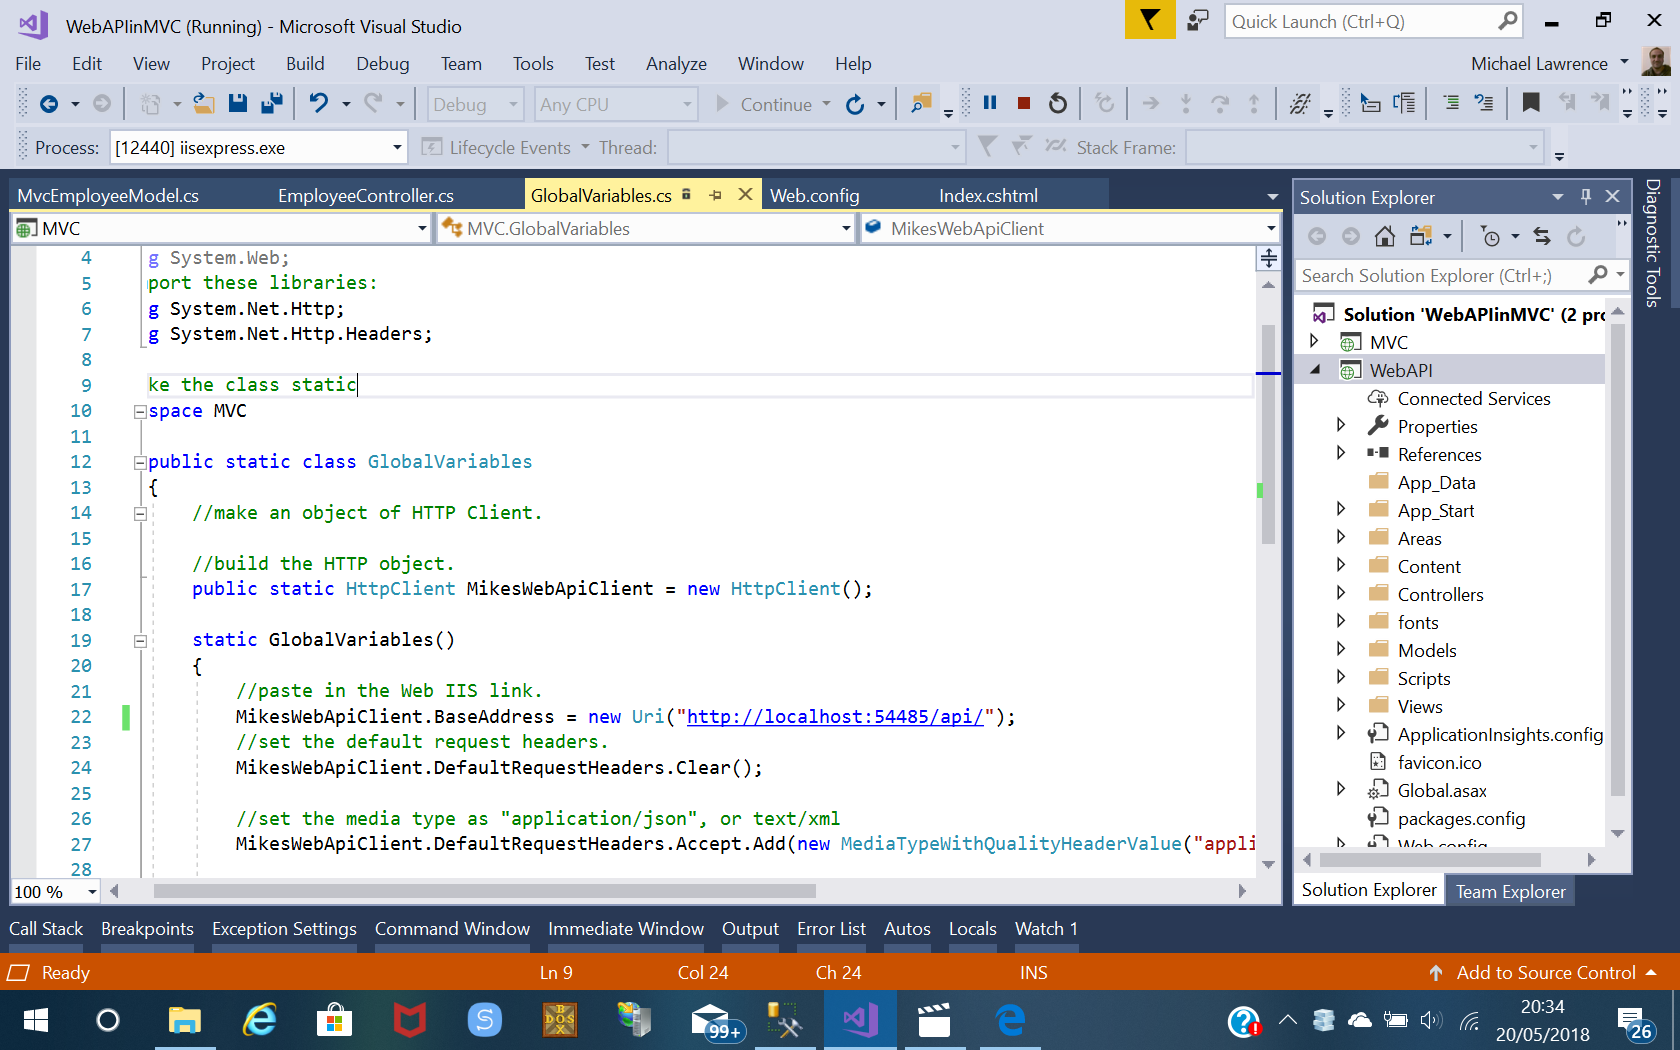 WebAPIinMVC (Running) - Microsoft Visual Studio
Quick Launch (Ctrl+Q)
File Edit View Project Build Debug Team Tools Test Analyze Window Help
Michael Lawrence
Debug Any CPU Continue
Process: [12440] iisexpress.exe Lifecycle Events Thread: Stack Frame:
MvcEmployeeModel.cs EmployeeController.cs GlobalVariables.cs Web.config Index.cshtml
MVC MVC.GlobalVariables MikesWebApiClient
4 g System.Web;
5 port these libraries:
6 g System.Net.Http;
7 g System.Net.Http.Headers;
8
9 ke the class static
10 space MVC
11
12 public static class GlobalVariables
13 {
14 //make an object of HTTP Client.
15
16 //build the HTTP object.
17 public static HttpClient MikesWebApiClient = new HttpClient();
18
19 static GlobalVariables()
20 {
21 //paste in the Web IIS link.
22 MikesWebApiClient.BaseAddress = new Uri("http://localhost:54485/api/");
23 //set the default request headers.
24 MikesWebApiClient.DefaultRequestHeaders.Clear();
25
26 //set the media type as "application/json", or text/xml
27 MikesWebApiClient.DefaultRequestHeaders.Accept.Add(new MediaTypeWithQualityHeaderValue("appli
28
100 %
Solution Explorer
Search Solution Explorer (Ctrl+;)
Solution 'WebAPIinMVC' (2 pro
MVC
WebAPI
Connected Services
Properties
References
App_Data
App_Start
Areas
Content
Controllers
fonts
Models
Scripts
Views
ApplicationInsights.config
favicon.ico
Global.asax
packages.config
Web.config
Solution Explorer Team Explorer
Diagnostic Tools
Call Stack Breakpoints Exception Settings Command Window Immediate Window Output Error List Autos Locals Watch 1
Ready Ln 9 Col 24 Ch 24 INS Add to Source Control
DOS BOX
99+
20:34
20/05/2018
26